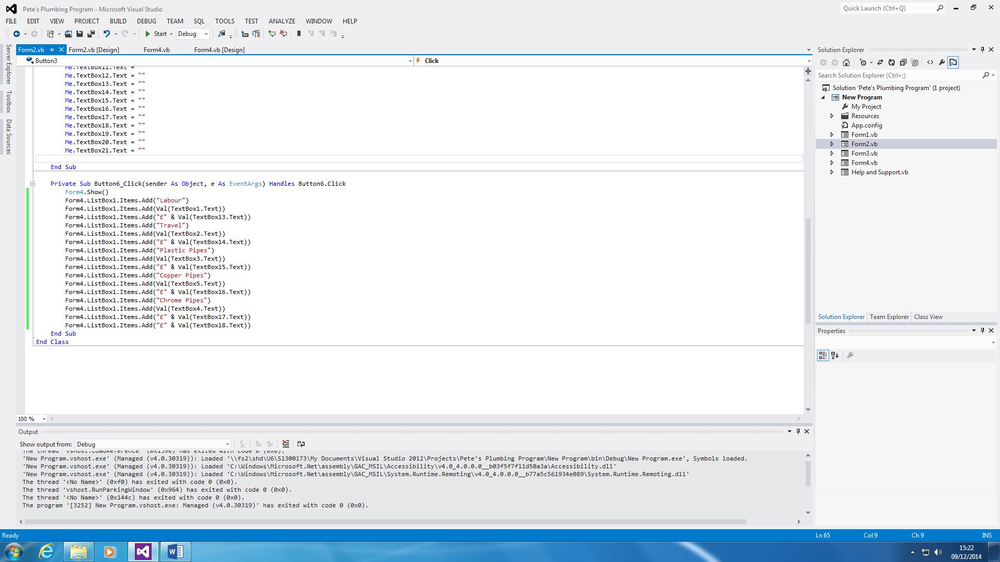 Pete's Plumbing Program - Microsoft Visual Studio
Quick Launch (Ctrl+Q)
FILE EDIT VIEW PROJECT BUILD DEBUG TEAM SQL TOOLS TEST ANALYZE WINDOW HELP
Start Debug
Server Explorer
Toolbox
Data Sources
Form2.vb Form2.vb [Design] Form4.vb Form4.vb [Design]
Button3 Click
Me.TextBox11.Text =
Me.TextBox12.Text = ""
Me.TextBox13.Text = ""
Me.TextBox14.Text = ""
Me.TextBox15.Text = ""
Me.TextBox16.Text = ""
Me.TextBox17.Text = ""
Me.TextBox18.Text = ""
Me.TextBox19.Text = ""
Me.TextBox20.Text = ""
Me.TextBox21.Text = ""
End Sub
Private Sub Button6_Click(sender As Object, e As EventArgs) Handles Button6.Click
Form4.Show()
Form4.ListBox1.Items.Add("Labour")
Form4.ListBox1.Items.Add(Val(TextBox1.Text))
Form4.ListBox1.Items.Add("£" & Val(TextBox13.Text))
Form4.ListBox1.Items.Add("Travel")
Form4.ListBox1.Items.Add(Val(TextBox2.Text))
Form4.ListBox1.Items.Add("£" & Val(TextBox14.Text))
Form4.ListBox1.Items.Add("Plastic Pipes")
Form4.ListBox1.Items.Add(Val(TextBox3.Text))
Form4.ListBox1.Items.Add("£" & Val(TextBox15.Text))
Form4.ListBox1.Items.Add("Copper Pipes")
Form4.ListBox1.Items.Add(Val(TextBox5.Text))
Form4.ListBox1.Items.Add("£" & Val(TextBox16.Text))
Form4.ListBox1.Items.Add("Chrome Pipes")
Form4.ListBox1.Items.Add(Val(TextBox4.Text))
Form4.ListBox1.Items.Add("£" & Val(TextBox17.Text))
Form4.ListBox1.Items.Add("£" & Val(TextBox18.Text))
End Sub
End Class
100 %
Output
Show output from: Debug
The thread 'vshost.LoadReference' (0x1590) has exited with code 0 (0x0).
'New Program.vshost.exe' (Managed (v4.0.30319)): Loaded '\\fs2\shd\U6\S1300173\My Documents\Visual Studio 2012\Projects\Pete's Plumbing Program\New Program\bin\Debug\New Program.exe', Symbols loaded.
'New Program.vshost.exe' (Managed (v4.0.30319)): Loaded 'C:\Windows\Microsoft.Net\assembly\GAC_MSIL\Accessibility\v4.0_4.0.0.0__b03f5f7f11d50a3a\Accessibility.dll'
'New Program.vshost.exe' (Managed (v4.0.30319)): Loaded 'C:\Windows\Microsoft.Net\assembly\GAC_MSIL\System.Runtime.Remoting\v4.0_4.0.0.0__b77a5c561934e089\System.Runtime.Remoting.dll'
The thread '<No Name>' (0xf0) has exited with code 0 (0x0).
The thread 'vshost.RunParkingWindow' (0x964) has exited with code 0 (0x0).
The thread '<No Name>' (0x144c) has exited with code 0 (0x0).
The program '[3252] New Program.vshost.exe: Managed (v4.0.30319)' has exited with code 0 (0x0).
Solution Explorer
Search Solution Explorer (Ctrl+;)
Solution 'Pete's Plumbing Program' (1 project)
New Program
My Project
Resources
App.config
Form1.vb
Form2.vb
Form3.vb
Form4.vb
Help and Support.vb
Solution Explorer Team Explorer Class View
Properties
Ready Ln 65 Col 9 Ch 9 INS
15:22
09/12/2014